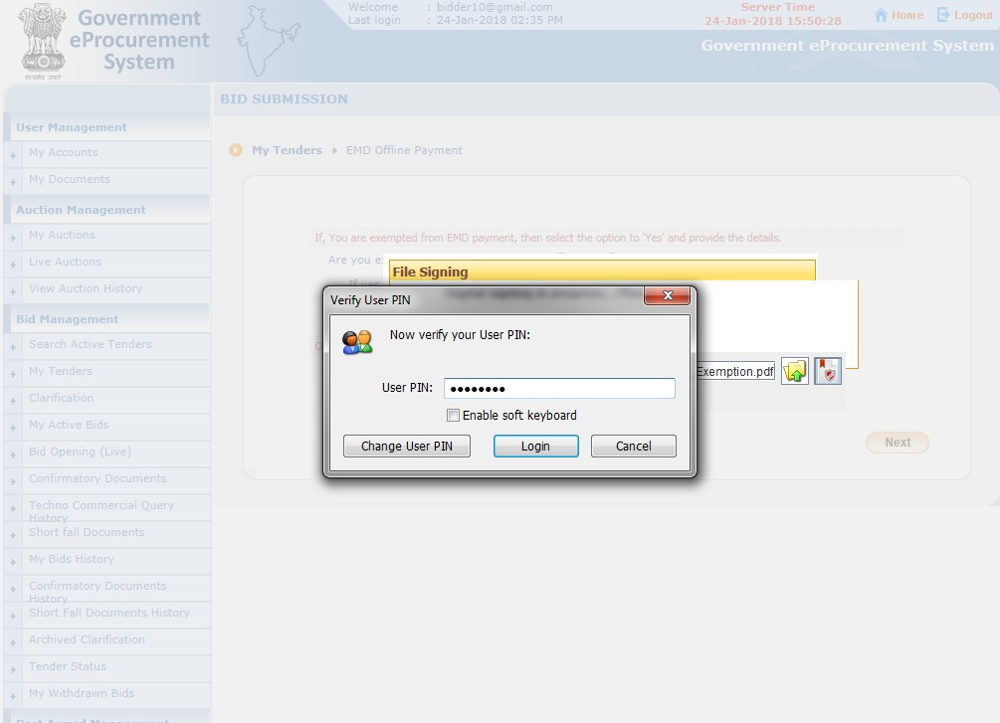 Government
eProcurement
System
सत्यमेव जयते
Welcome : bidder10@gmail.com
Last login : 24-Jan-2018 02:35 PM
Server Time
24-Jan-2018 15:50:28
Home
Logout
Government eProcurement System
BID SUBMISSION
User Management
My Accounts
My Documents
Auction Management
My Auctions
Live Auctions
View Auction History
Bid Management
Search Active Tenders
My Tenders
Clarification
My Active Bids
Bid Opening (Live)
Confirmatory Documents
Techno Commercial Query
History
Short fall Documents
My Bids History
Confirmatory Documents
History
Short Fall Documents History
Archived Clarification
Tender Status
My Withdrawn Bids
Post Award Management
My Tenders
EMD Offline Payment
If, You are exempted from EMD payment, then select the option to 'Yes' and provide the details.
Are you e
File Signing
Verify User PIN
X
Now verify your User PIN:
User PIN: ••••••••
Enable soft keyboard
Change User PIN
Login
Cancel
Exemption.pdf
Next